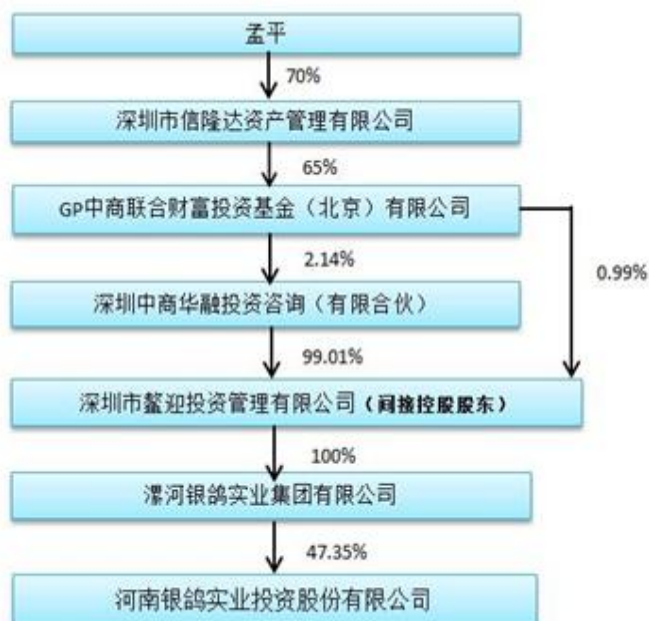 孟平
70%
深圳市信隆达资产管理有限公司
65%
GP中商联合财富投资基金（北京）有限公司
2.14%
0.99%
深圳中商华融投资咨询（有限合伙）
99.01%
深圳市鳌迎投资管理有限公司（间接控股股东）
100%
漯河银鸽实业集团有限公司
47.35%
河南银鸽实业投资股份有限公司